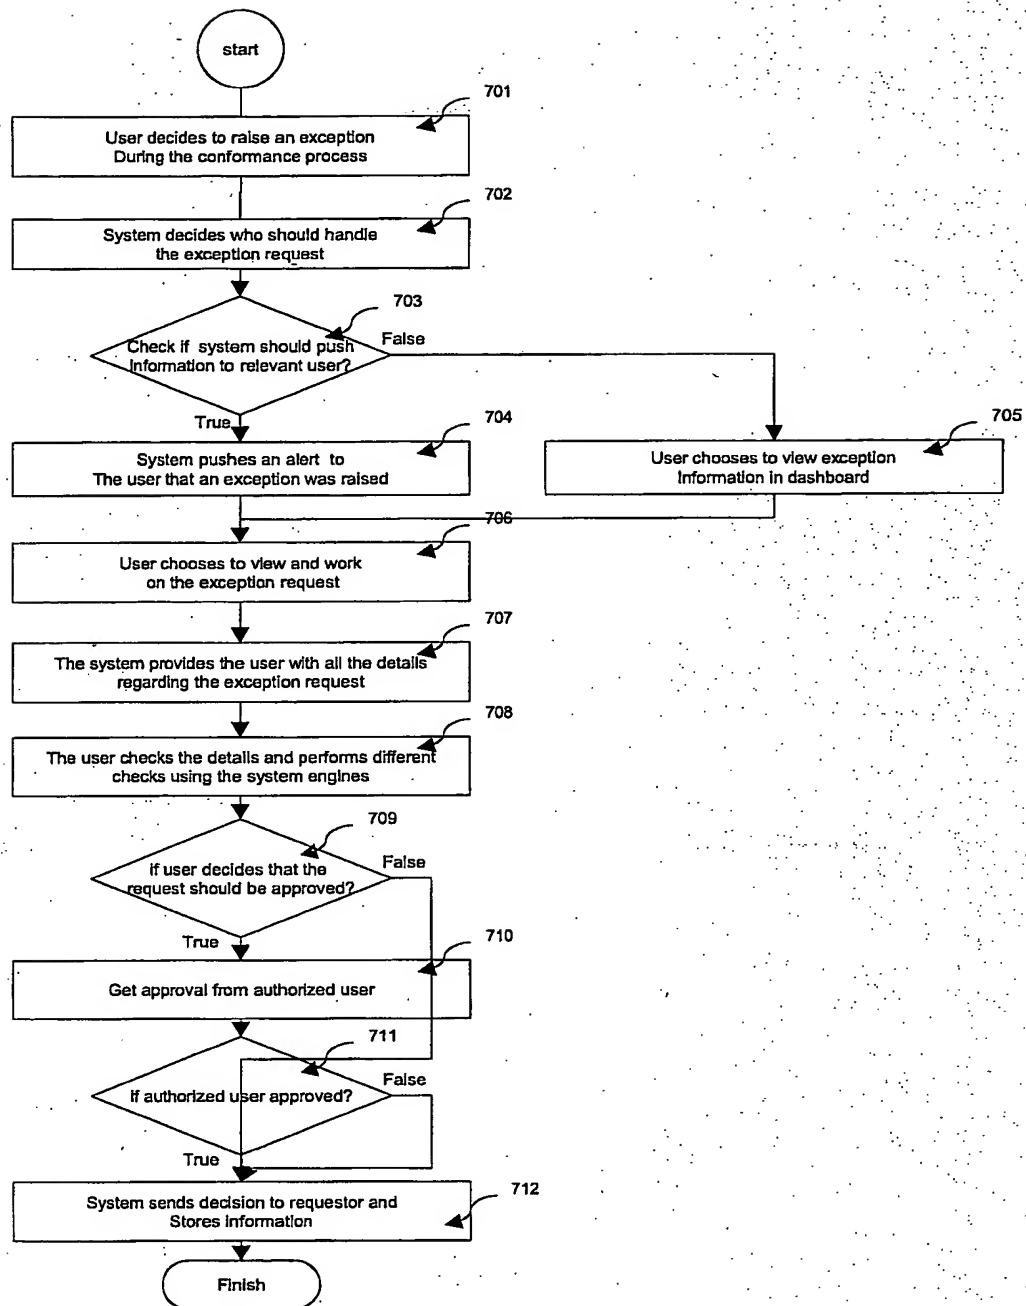 start
701
User decides to raise an exception
During the conformance process
702
System decides who should handle
the exception request
703
Check if system should push
Information to relevant user?
False
True
704
System pushes an alert to
The user that an exception was raised
705
User chooses to view exception
Information in dashboard
706
User chooses to view and work
on the exception request
707
The system provides the user with all the details
regarding the exception request
708
The user checks the details and performs different
checks using the system engines
709
if user decides that the
request should be approved?
False
True
710
Get approval from authorized user
711
If authorized user approved?
False
True
712
System sends decision to requestor and
Stores information
Finish